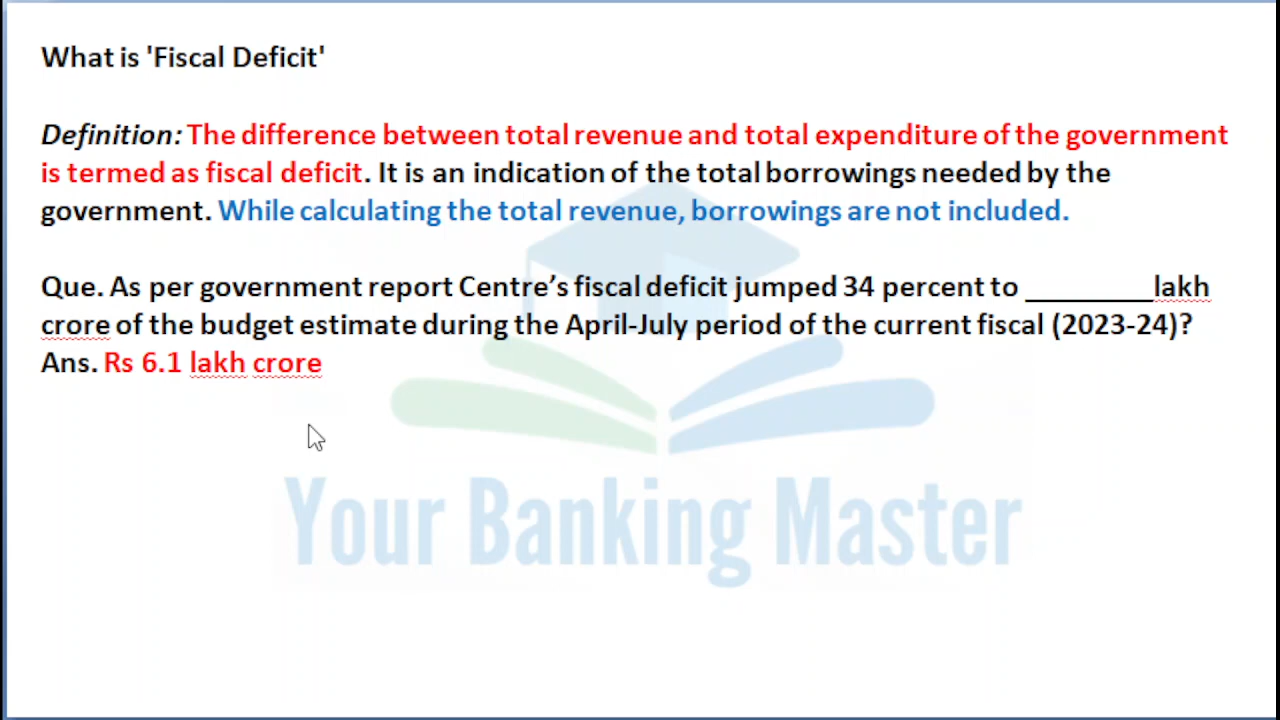 What is 'Fiscal Deficit'
Definition: The difference between total revenue and total expenditure of the government
is termed as fiscal deficit. It is an indication of the total borrowings needed by the
government. While calculating the total revenue, borrowings are not included.
Que. As per government report Centre’s fiscal deficit jumped 34 percent to ________lakh
crore of the budget estimate during the April-July period of the current fiscal (2023-24)?
Ans. Rs 6.1 lakh crore
Your Banking Master